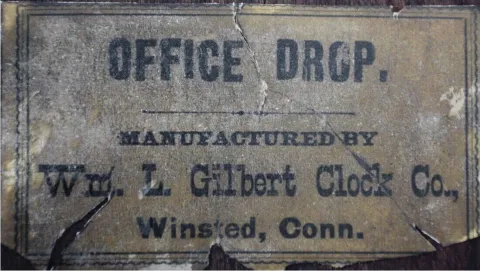 OFFICE DROP.
MANUFACTURED BY
Wm. L. Gilbert Clock Co.,
Winsted, Conn.